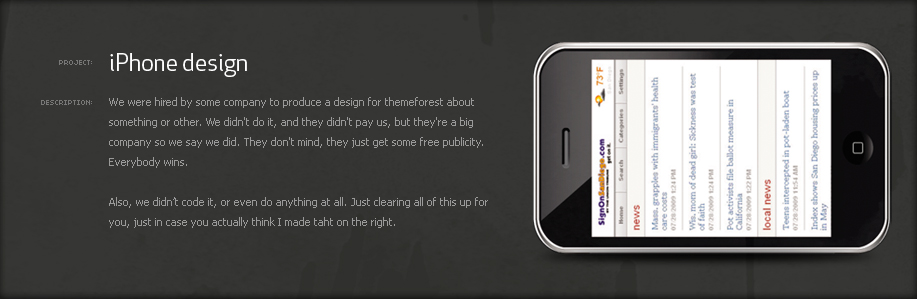 PROJECT:
iPhone design
DESCRIPTION:
We were hired by some company to produce a design for themeforest about
something or other. We didn't do it, and they didn't pay us, but they're a big
company so we say we did. They don't mind, they just get some free publicity.
Everybody wins.
Also, we didn't code it, or even do anything at all. Just clearing all of this up for
you, just in case you actually think I made taht on the right.
SignOnSanDiego.com
73°F
Home
Search
Categories
Settings
news
Mass. grapples with immigrants' health
care costs
07/28/2009 1:24 PM
Wis. mom of dead girl: Sickness was test
of faith
07/28/2009 1:24 PM
Pot activists file ballot measure in
California
07/28/2009 1:22 PM
local news
Teens intercepted in pot-laden boat
07/28/2009 11:54 AM
Index shows San Diego housing prices up
in May